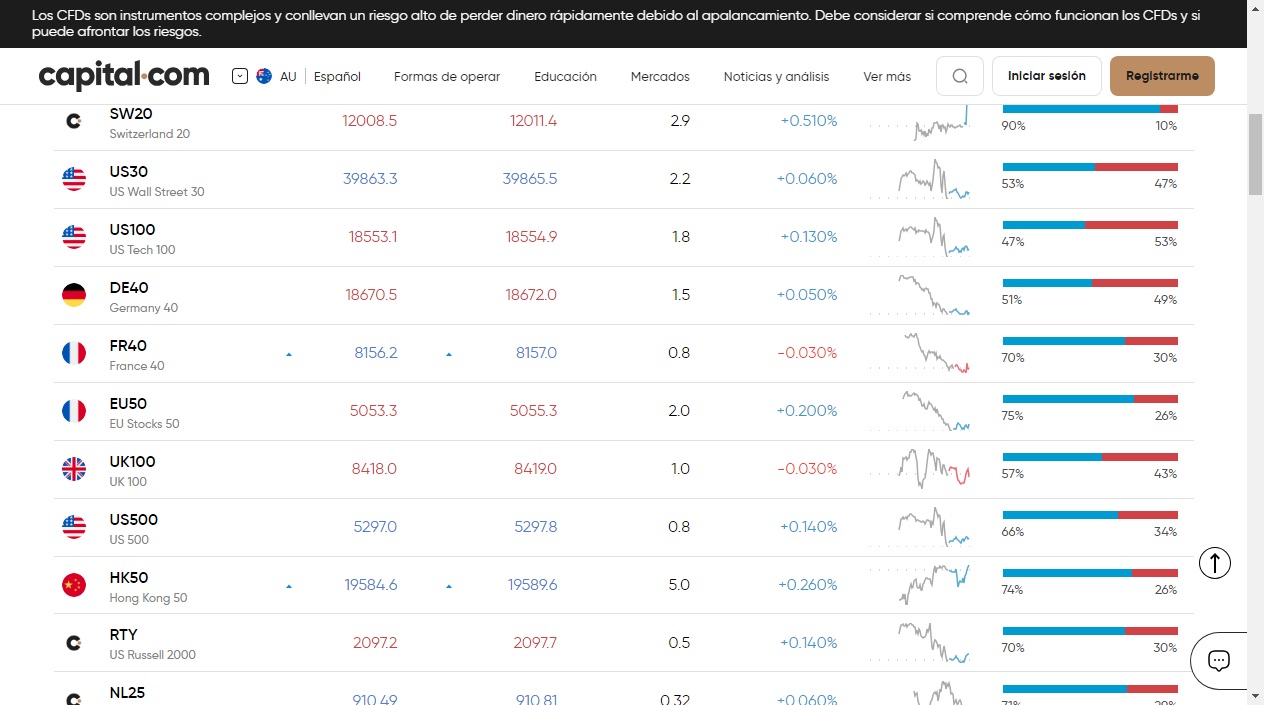 Los CFDs son instrumentos complejos y conllevan un riesgo alto de perder dinero rápidamente debido al apalancamiento. Debe considerar si comprende cómo funcionan los CFDs y si
puede afrontar los riesgos.
capital.com AU Español Formas de operar Educación Mercados Noticias y análisis Ver más Iniciar sesión Registrarme
SW20 12008.5 12011.4 2.9 +0.510%
Switzerland 20 90% 10%
US30 39863.3 39865.5 2.2 +0.060%
US Wall Street 30 53% 47%
US100 18553.1 18554.9 1.8 +0.130%
US Tech 100 47% 53%
DE40 18670.5 18672.0 1.5 +0.050%
Germany 40 51% 49%
FR40 8156.2 8157.0 0.8 -0.030%
France 40 70% 30%
EU50 5053.3 5055.3 2.0 +0.200%
EU Stocks 50 75% 26%
UK100 8418.0 8419.0 1.0 -0.030%
UK 100 57% 43%
US500 5297.0 5297.8 0.8 +0.140%
US 500 66% 34%
HK50 19584.6 19589.6 5.0 +0.260%
Hong Kong 50 74% 26%
RTY 2097.2 2097.7 0.5 +0.140%
US Russell 2000 70% 30%
NL25 910.49 910.81 0.32 +0.060%